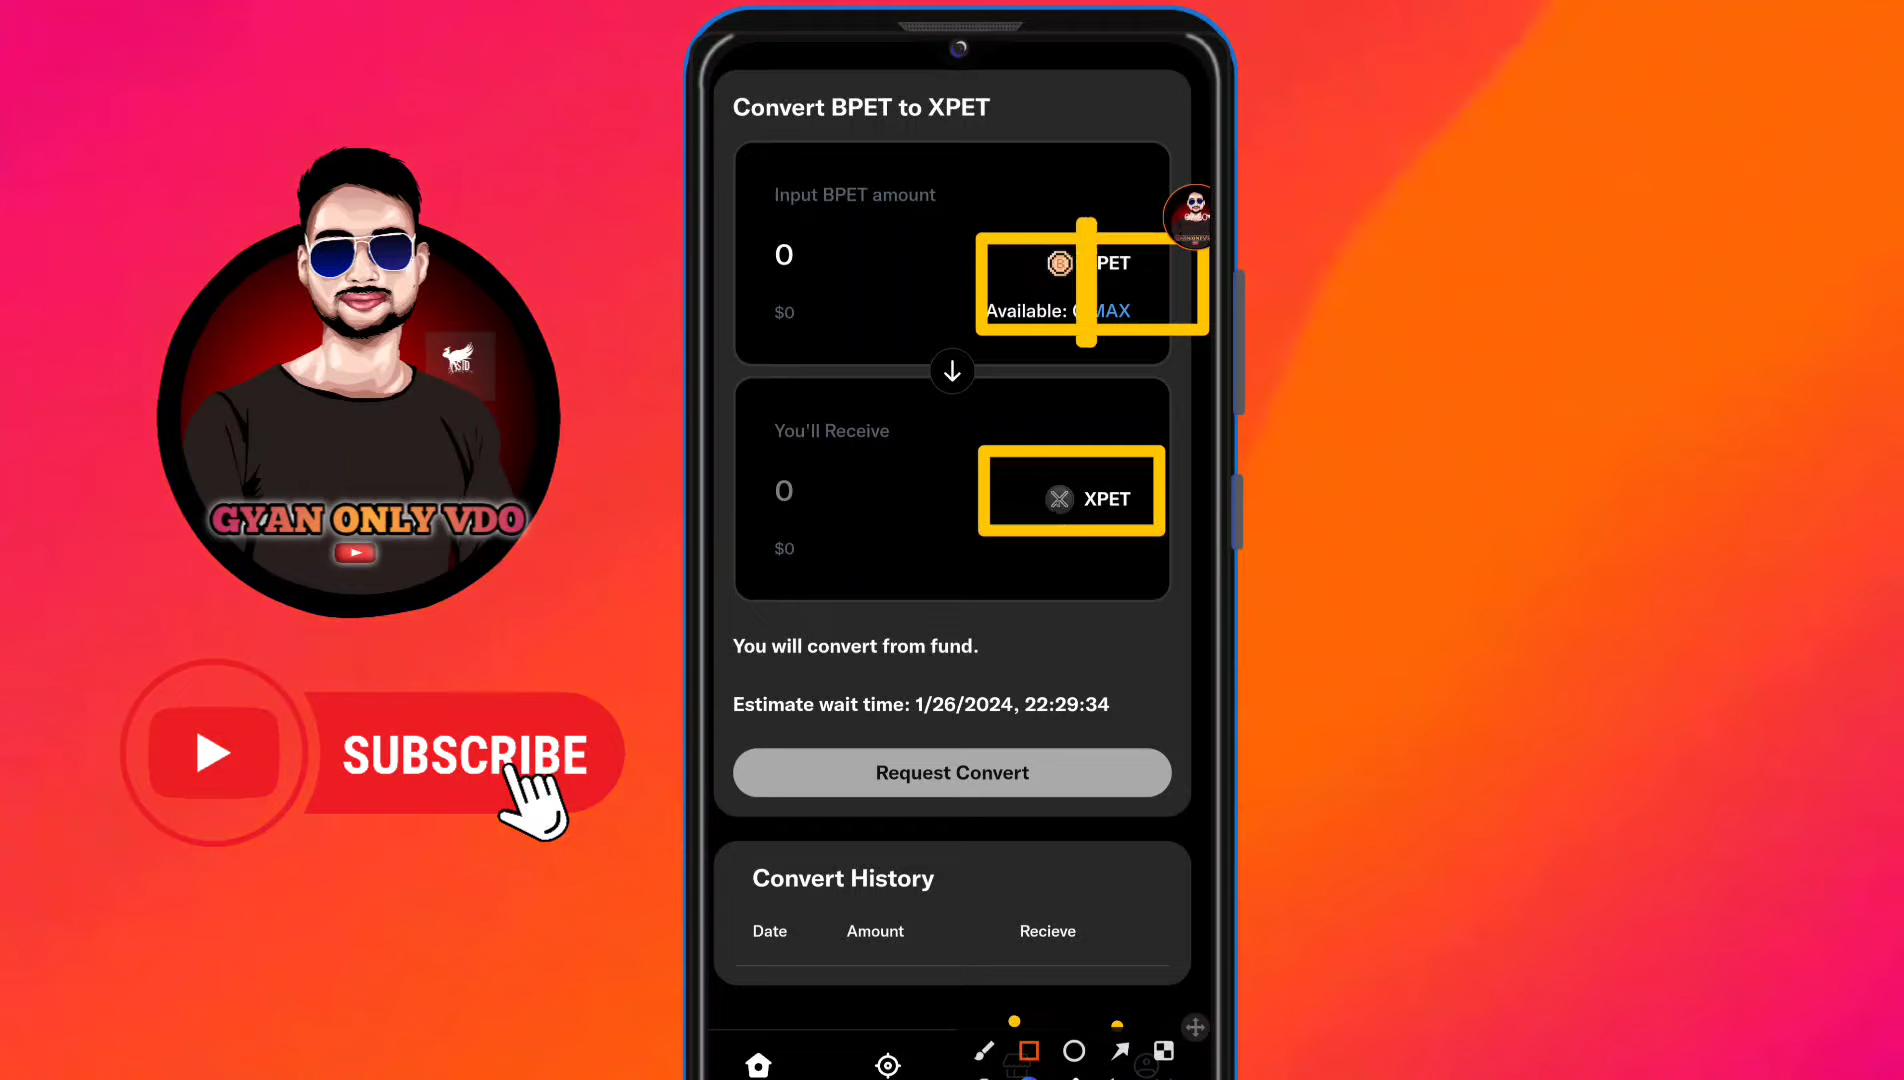 Convert BPET to XPET
Input BPET amount
0
PET
$0
Available:
MAX
You'll Receive
0
XPET
$0
You will convert from fund.
Estimate wait time: 1/26/2024, 22:29:34
Request Convert
Convert History
Date Amount Recieve
GYAN ONLY VDO
SUBSCRIBE